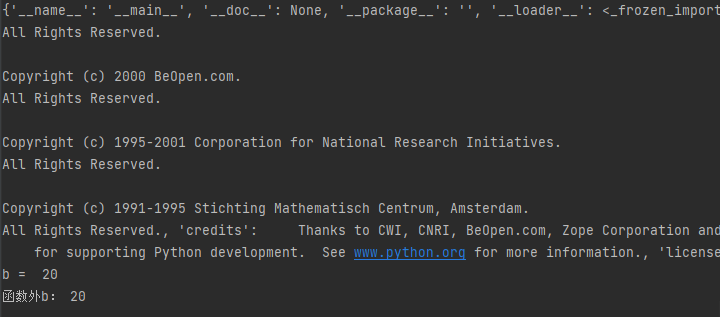 {'__name__': '__main__', '__doc__': None, '__package__': '', '__loader__': <_frozen_import
All Rights Reserved.
Copyright (c) 2000 BeOpen.com.
All Rights Reserved.
Copyright (c) 1995-2001 Corporation for National Research Initiatives.
All Rights Reserved.
Copyright (c) 1991-1995 Stichting Mathematisch Centrum, Amsterdam.
All Rights Reserved., 'credits':     Thanks to CWI, CNRI, BeOpen.com, Zope Corporation and
    for supporting Python development.  See www.python.org for more information., 'license
b =  20
函数外b:  20